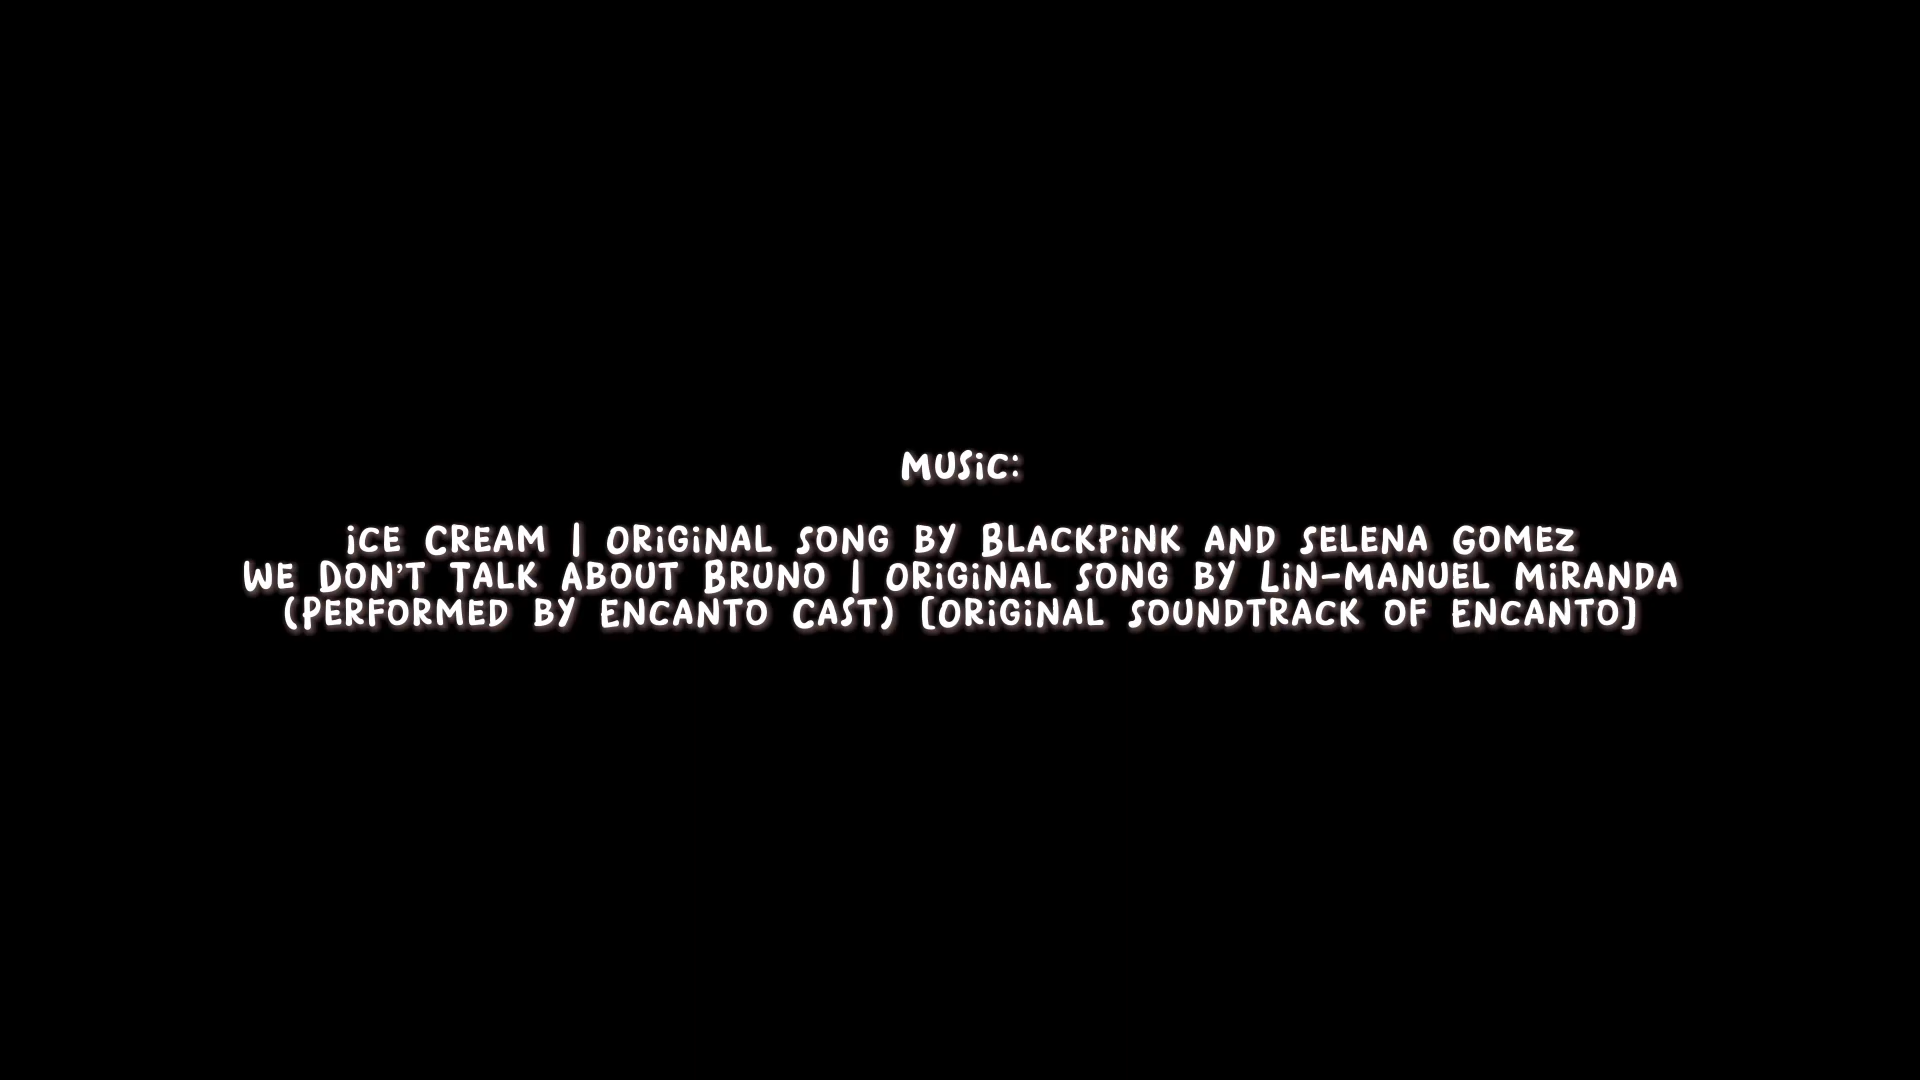 MUSiC:
iCE CREAM | ORiGiNAL SONG BY BLACKPiNK AND SELENA GOMEZ
WE DON'T TALK ABOUT BRUNO | ORiGiNAL SONG BY LiN-MANUEL MiRANDA
(PERFORMED BY ENCANTO CAST) [ORiGiNAL SOUNDTRACK OF ENCANTO]